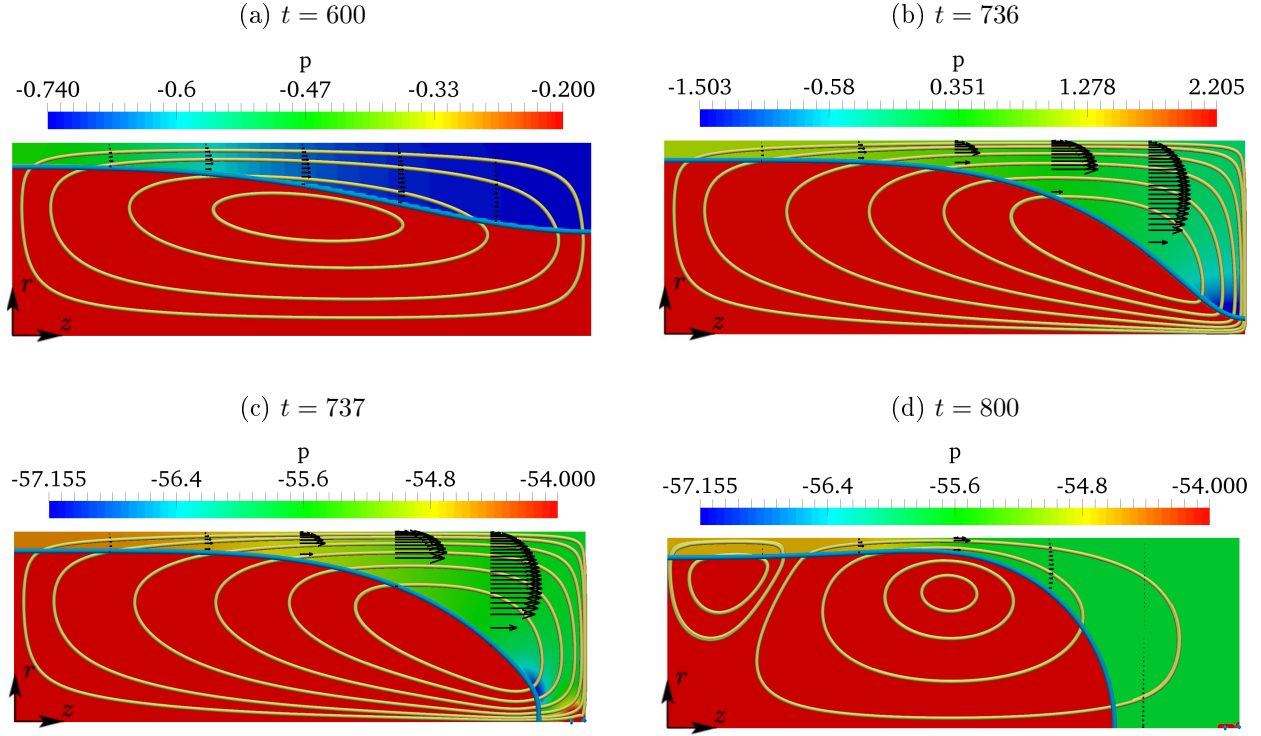 (a) t = 600
p
-0.740 -0.6 -0.47 -0.33 -0.200
r
z
(b) t = 736
p
-1.503 -0.58 0.351 1.278 2.205
r
z
(c) t = 737
p
-57.155 -56.4 -55.6 -54.8 -54.000
r
z
(d) t = 800
p
-57.155 -56.4 -55.6 -54.8 -54.000
r
z